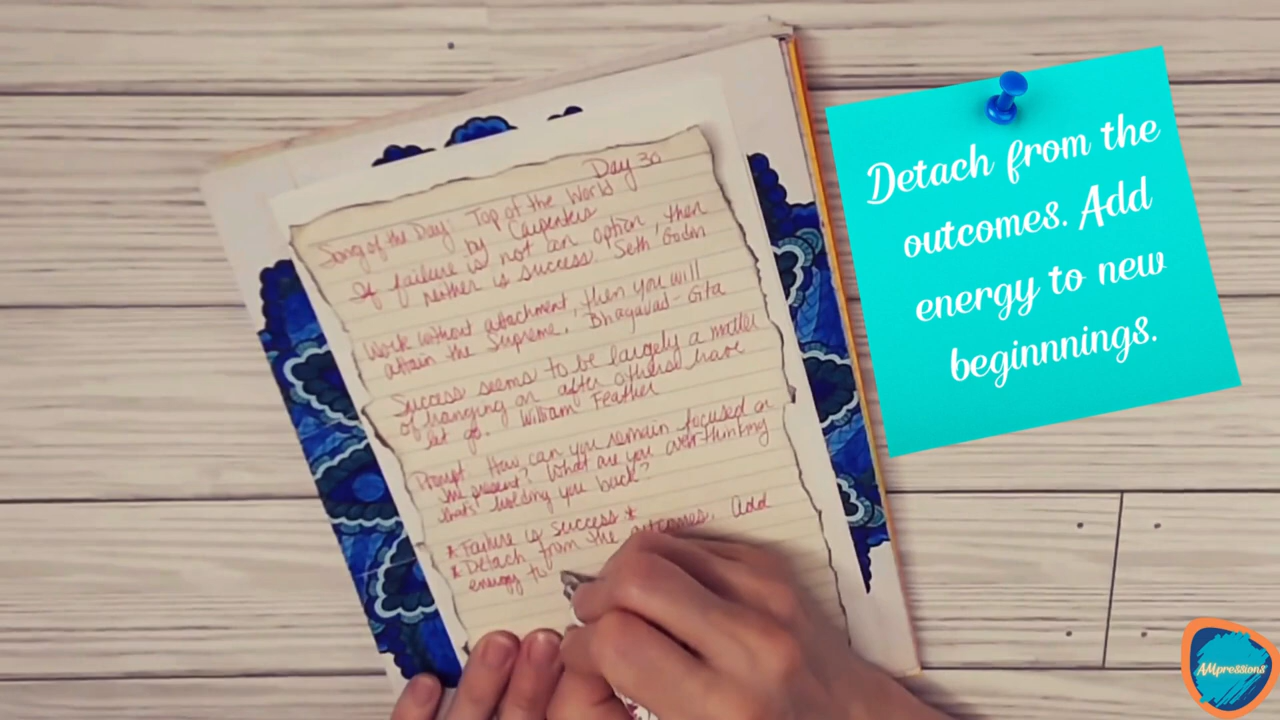 Day 30
Song of the Day: Top of the World
by Carpenters
If failure is not an option, then
neither is success. Seth Godin
Work without attachment, then you will
attain the Supreme. Bhagavad-Gita
Success seems to be largely a matter
of hanging on after others have
let go. William Feather
Prompt. How can you remain focused on
the present? What are you overthinking
that's holding you back?
*Failure is success*
*Detach from the outcomes. Add
energy to
Detach from the
outcomes. Add
energy to new
beginnnings.
AMpressions